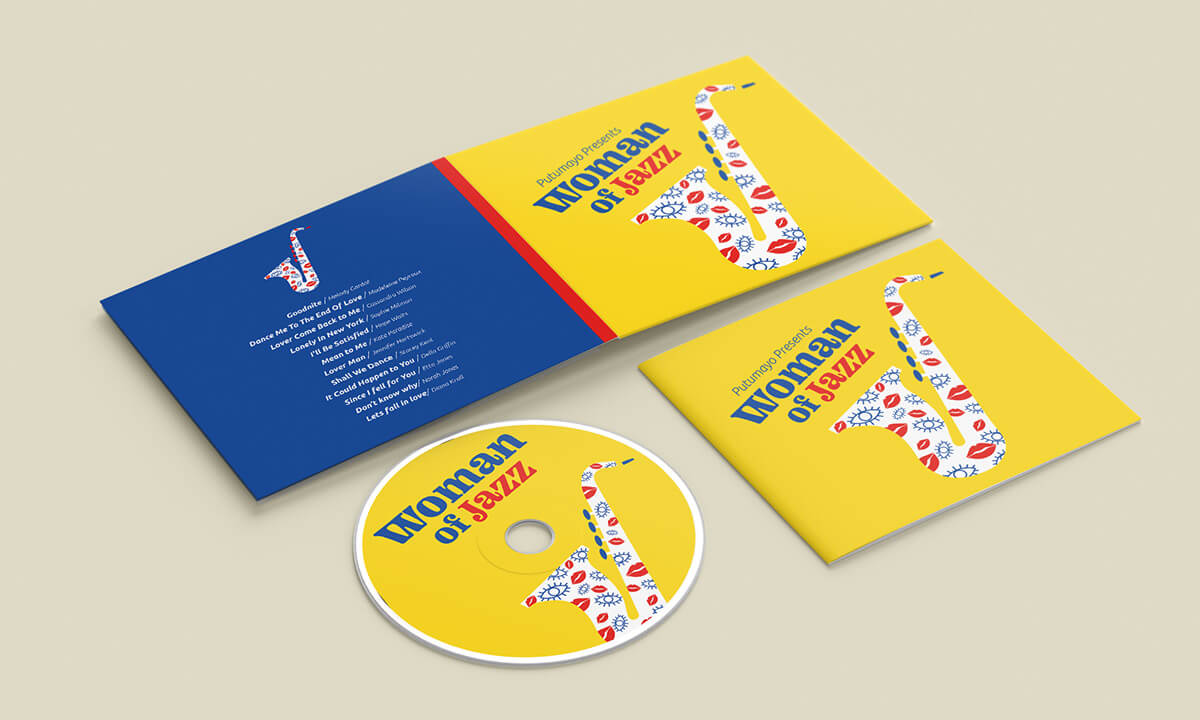 Putumayo Presents
Woman
of Jazz
Goodnite / Melody Gardot
Dance Me To The End Of Love / Madeleine Peyroux
Lover Come Back to Me / Cassandra Wilson
Lonely in New York / Sophie Milman
I'll Be Sotisfied / Hope Waits
Mean to Me / Kate Paradise
Lover Man / Jennifer Hartswick
Shall We Dance / Stacey Kent
It Could Happen to You / Della Griffin
Since I fell for You / Etta Jones
Don't know why/ Norah Jones
Lets fall in love/ Diana Krall
Putumayo Presents
Woman
of Jazz
Woman
of Jazz